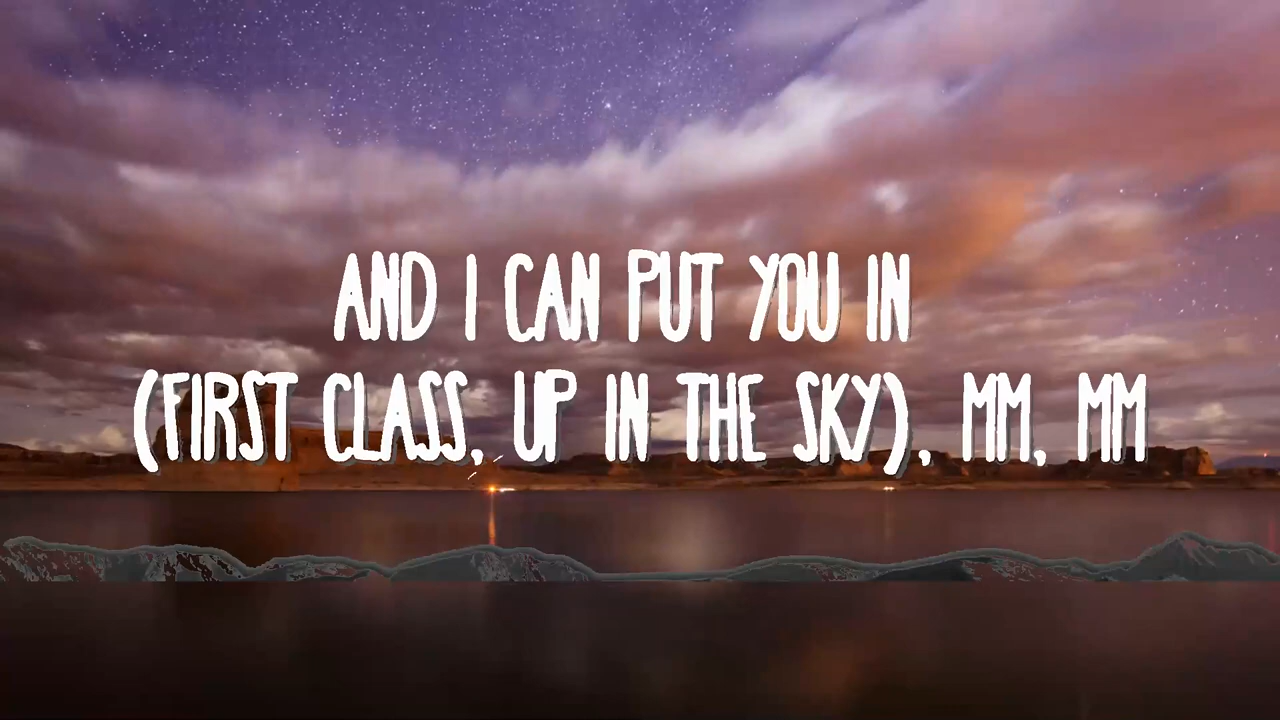 AND I CAN PUT YOU IN
(FIRST CLASS, UP IN THE SKY), MM, MM